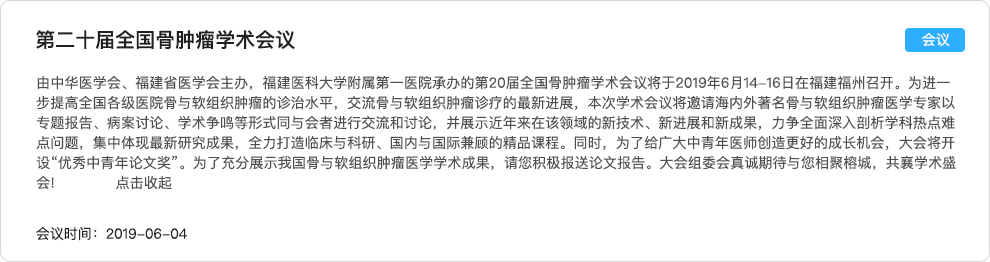 第二十届全国骨肿瘤学术会议
会议
由中华医学会、福建省医学会主办，福建医科大学附属第一医院承办的第20届全国骨肿瘤学术会议将于2019年6月14-16日在福建福州召开。为进一
步提高全国各级医院骨与软组织肿瘤的诊治水平，交流骨与软组织肿瘤诊疗的最新进展，本次学术会议将邀请海内外著名骨与软组织肿瘤医学专家以
专题报告、病案讨论、学术争鸣等形式同与会者进行交流和讨论，并展示近年来在该领域的新技术、新进展和新成果，力争全面深入剖析学科热点难
点问题，集中体现最新研究成果，全力打造临床与科研、国内与国际兼顾的精品课程。同时，为了给广大中青年医师创造更好的成长机会，大会将开
设“优秀中青年论文奖”。为了充分展示我国骨与软组织肿瘤医学学术成果，请您积极报送论文报告。大会组委会真诚期待与您相聚榕城，共襄学术盛
会! 点击收起
会议时间：2019-06-04